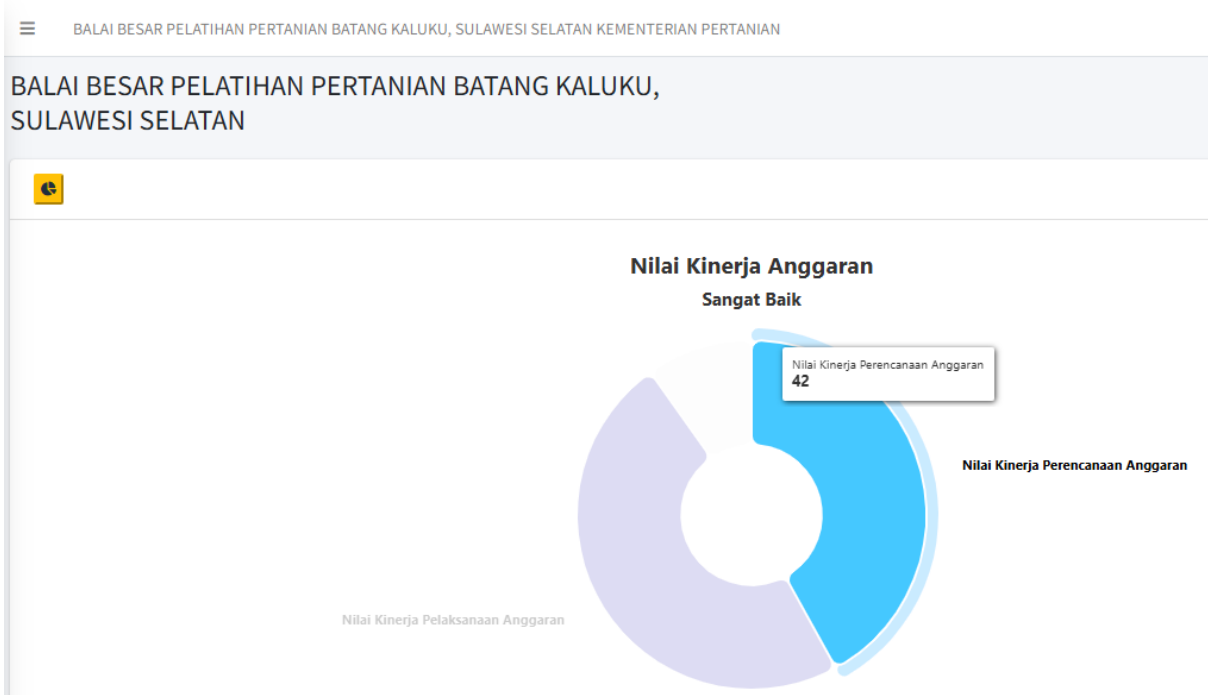 BALAI BESAR PELATIHAN PERTANIAN BATANG KALUKU, SULAWESI SELATAN KEMENTERIAN PERTANIAN
BALAI BESAR PELATIHAN PERTANIAN BATANG KALUKU,
SULAWESI SELATAN
Nilai Kinerja Anggaran
Sangat Baik
Nilai Kinerja Perencanaan Anggaran
42
Nilai Kinerja Perencanaan Anggaran
Nilai Kinerja Pelaksanaan Anggaran